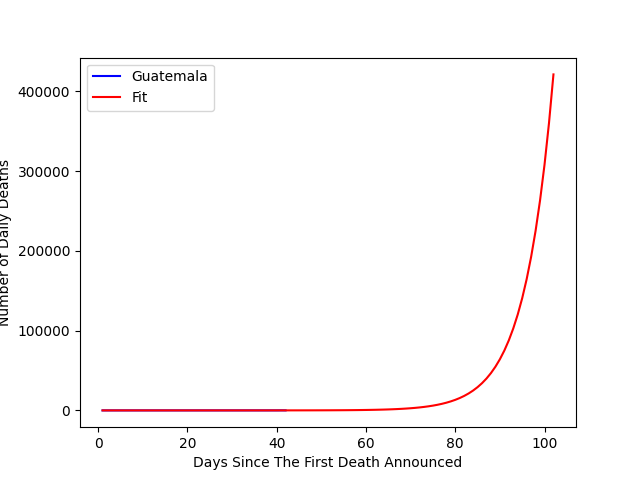 Guatemala
Fit
400000
300000
200000
100000
0
Number of Daily Deaths
0 20 40 60 80 100
Days Since The First Death Announced